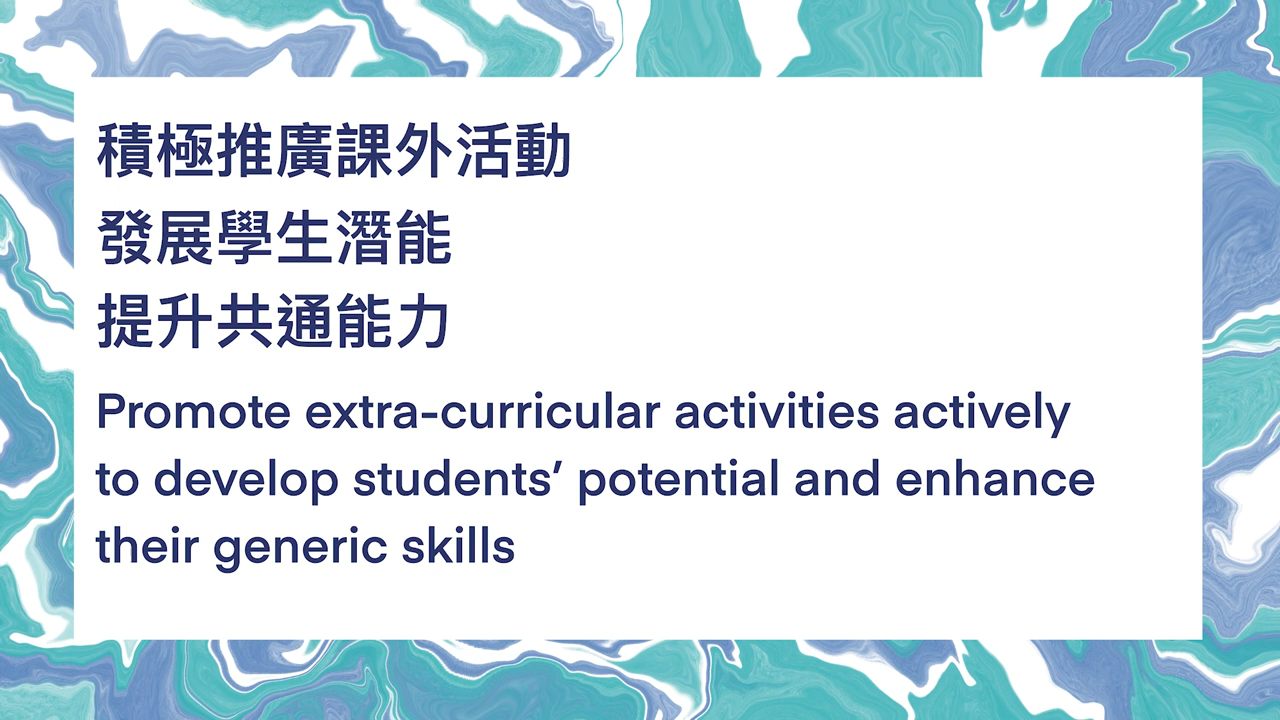 積極推廣課外活動
發展學生潛能
提升共通能力
Promote extra-curricular activities actively
to develop students’ potential and enhance
their generic skills